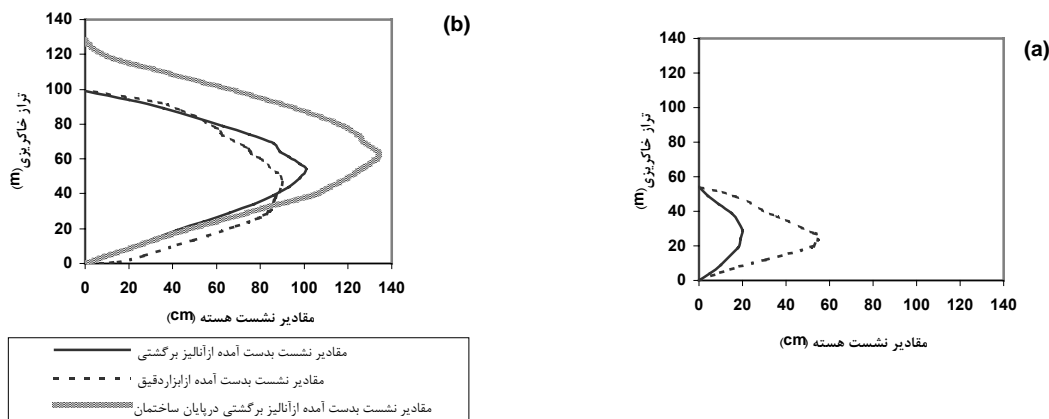 (b)
140
120
100
80
60
40
20
0
تراز خاکریزی(m)
0 20 40 60 80 100 120 140
مقادیر نشست هسته (cm)
مقادیر نشست بدست آمده ازآنالیز برگشتی
مقادیر نشست بدست آمده ازابزاردقیق
مقادیر نشست بدست آمده ازآنالیز برگشتی درپایان ساختمان
(a)
140
120
100
80
60
40
20
0
تراز خاکریزی(m)
0 20 40 60 80 100 120 140
مقادیر نشست هسته (cm)